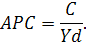 APC = C/Yd.